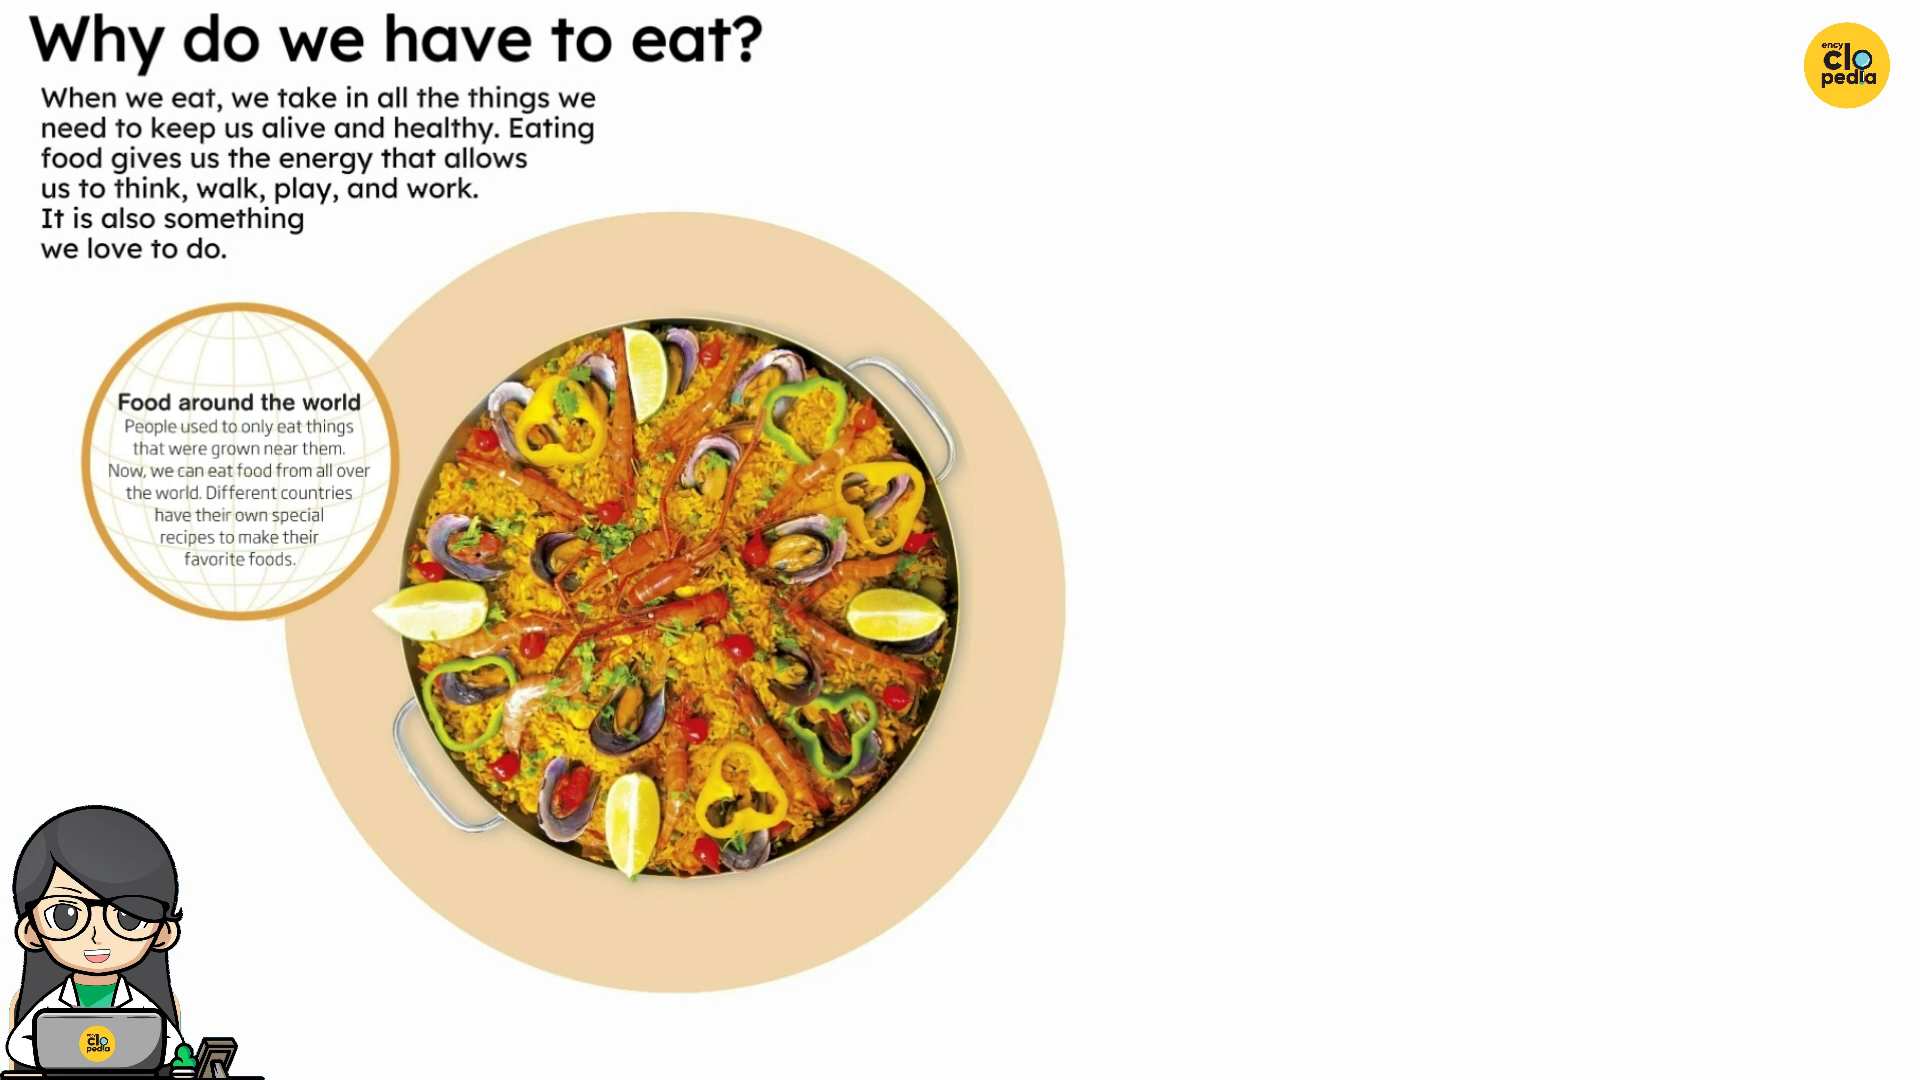 Why do we have to eat?
When we eat, we take in all the things we
need to keep us alive and healthy. Eating
food gives us the energy that allows
us to think, walk, play, and work.
It is also something
we love to do.
Food around the world
People used to only eat things
that were grown near them.
Now, we can eat food from all over
the world. Different countries
have their own special
recipes to make their
favorite foods.
ency
clo
pedia
ency
clo
pedia